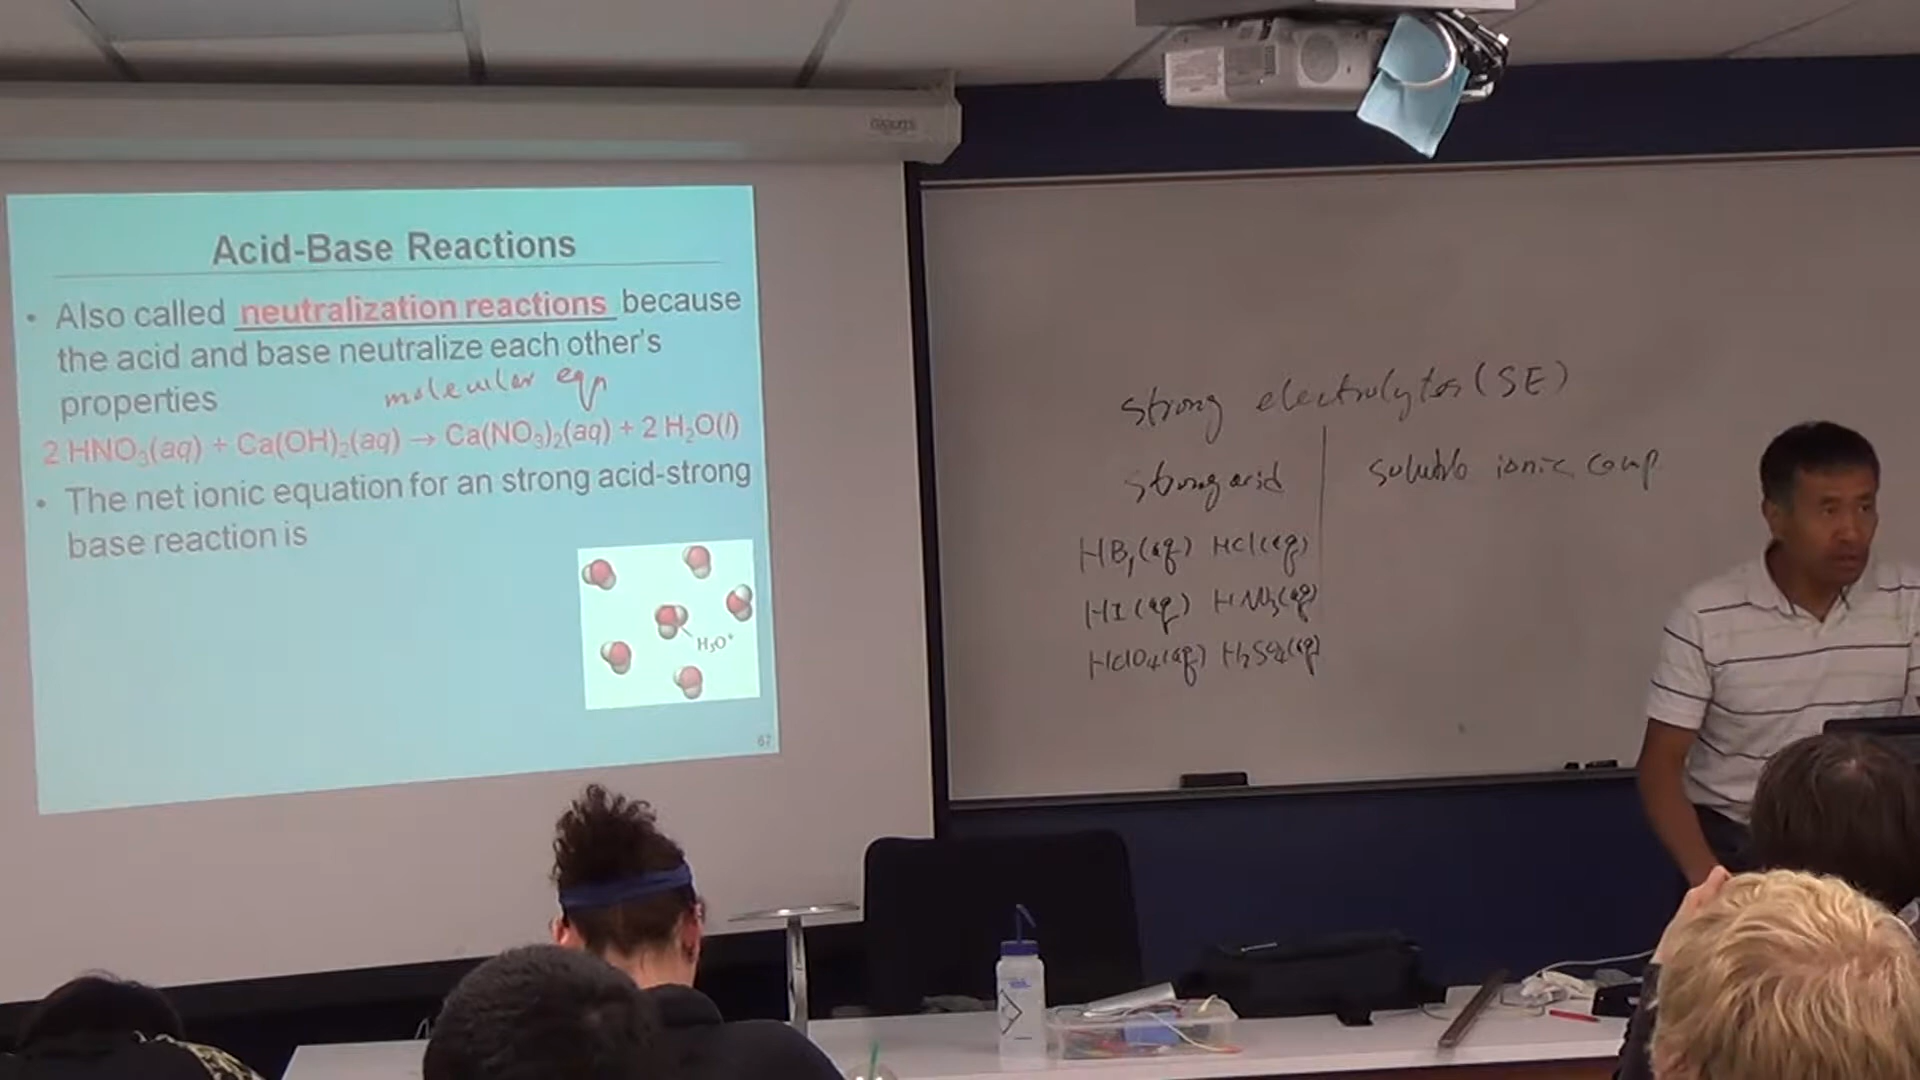 Acid-Base Reactions
• Also called neutralization reactions because
the acid and base neutralize each other's
properties
molecular eqn
2 HNO₃(aq) + Ca(OH)₂(aq) → Ca(NO₃)₂(aq) + 2 H₂O(l)
• The net ionic equation for an strong acid-strong
base reaction is
H₃O⁺
67
strong electrolytes (SE)
strong acid
soluble ionic comp
HBr(aq) HCl(aq)
HI(aq) HNO₃(aq)
HClO₄(aq) H₂SO₄(aq)